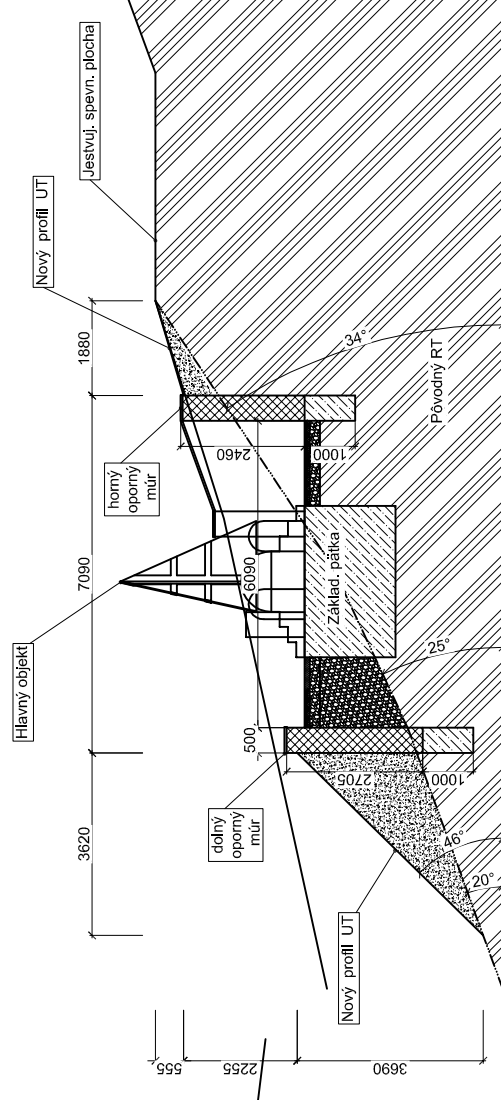 Hlavný objekt
Nový profil UT
Jestvuj. spevn. plocha
3620
7090
1880
dolný
oporný
múr
horný
oporný
múr
500
6090
2460
1000
34°
Základ. pätka
Pôvodný RT
25°
2705
1000
46°
20°
Nový profil UT
555
2255
3690